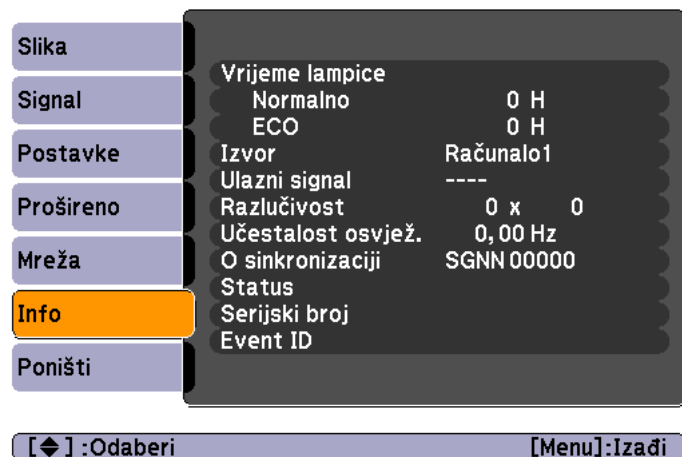 Slika
Signal
Postavke
Prošireno
Mreža
Info
Poništi
Vrijeme lampice
Normalno 0 H
ECO 0 H
Izvor Računalo1
Ulazni signal ----
Razlučivost 0 x 0
Učestalost osvjež. 0,00 Hz
O sinkronizaciji SGNN 00000
Status
Serijski broj
Event ID
[◆] :Odaberi [Menu]:Izađi